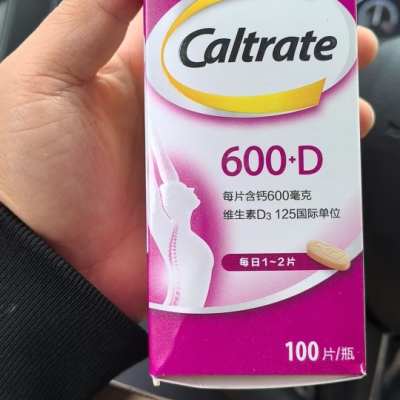 Caltrate
600+D
每片含钙600毫克
维生素D₃ 125国际单位
每日1~2片
100片/瓶